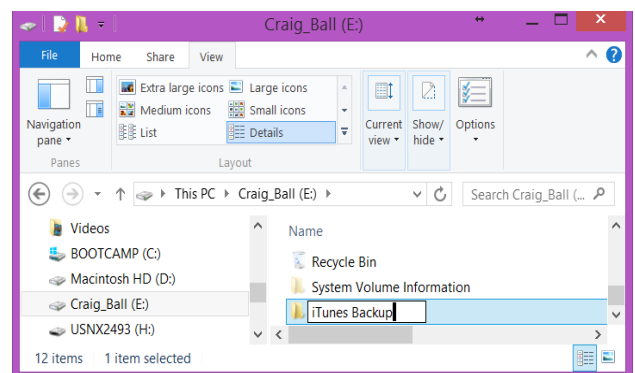 Craig_Ball (E:)
File Home Share View
Extra large icons Large icons
Medium icons Small icons
List Details
Navigation pane
Current view
Show/ hide
Options
Panes Layout
This PC Craig_Ball (E:) Search Craig_Ball (...
Videos Name
BOOTCAMP (C:) Recycle Bin
Macintosh HD (D:) System Volume Information
Craig_Ball (E:) iTunes Backup
USNX2493 (H:)
12 items 1 item selected